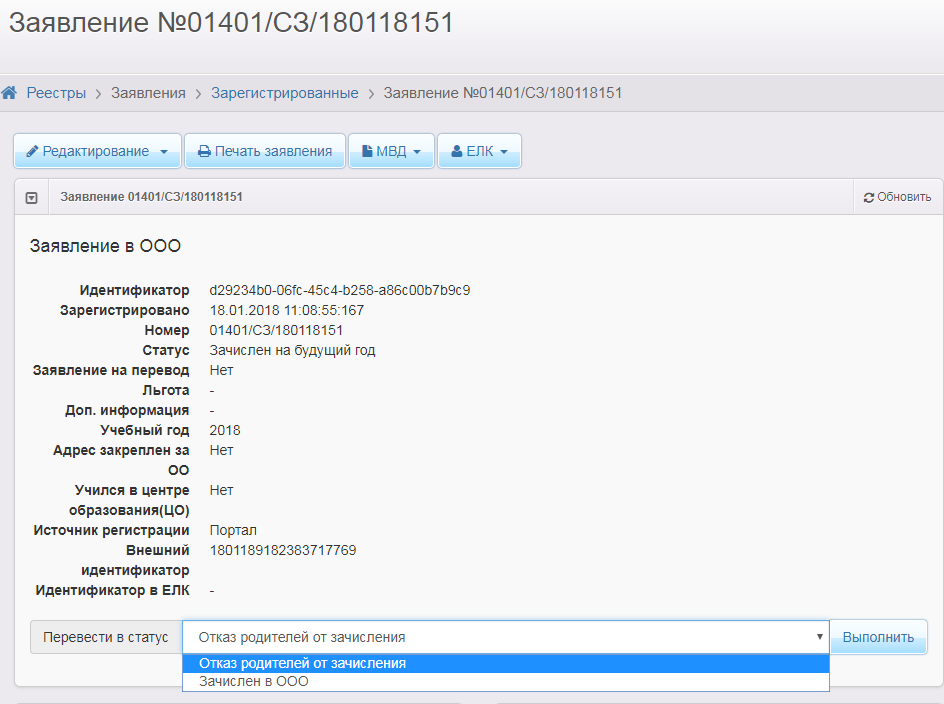 Заявление №01401/СЗ/180118151
Реестры > Заявления > Зарегистрированные > Заявление №01401/СЗ/180118151
Редактирование Печать заявления МВД ЕЛК
Заявление 01401/СЗ/180118151 Обновить
Заявление в ООО
Идентификатор d29234b0-06fc-45c4-b258-a86c00b7b9c9
Зарегистрировано 18.01.2018 11:08:55:167
Номер 01401/СЗ/180118151
Статус Зачислен на будущий год
Заявление на перевод Нет
Льгота -
Доп. информация -
Учебный год 2018
Адрес закреплен за Нет
ОО
Учился в центре Нет
образования(ЦО)
Источник регистрации Портал
Внешний 1801189182383717769
идентификатор
Идентификатор в ЕЛК -
Перевести в статус Отказ родителей от зачисления Выполнить
Отказ родителей от зачисления
Зачислен в ООО